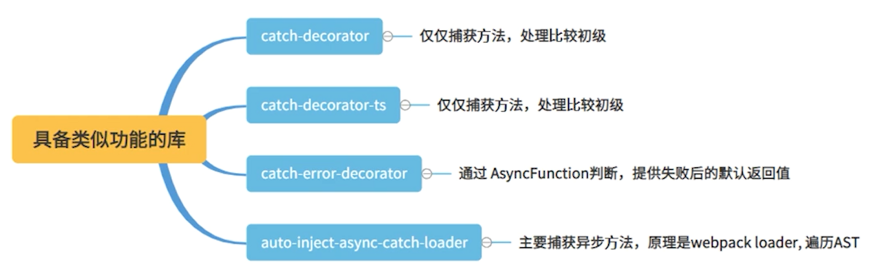 具备类似功能的库
catch-decorator
仅仅捕获方法，处理比较初级
catch-decorator-ts
仅仅捕获方法，处理比较初级
catch-error-decorator
通过 AsyncFunction判断，提供失败后的默认返回值
auto-inject-async-catch-loader
主要捕获异步方法，原理是webpack loader, 遍历AST